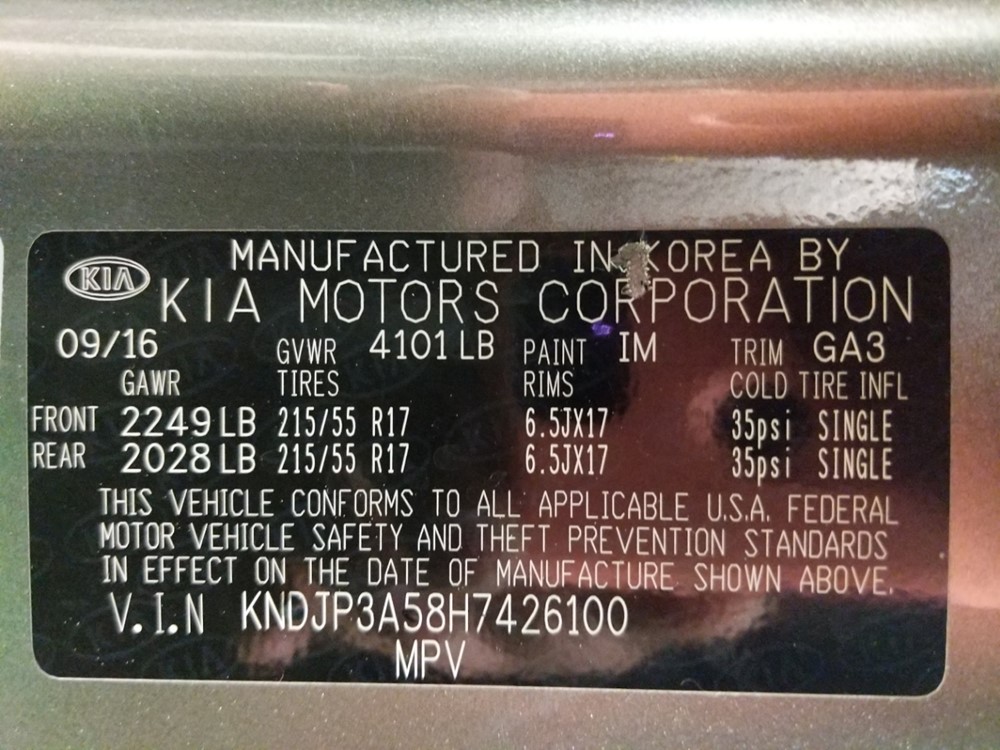 MANUFACTURED IN KOREA BY
KIA KIA MOTORS CORPORATION
09/16 GVWR 4101 LB PAINT IM TRIM GA3
GAWR TIRES RIMS COLD TIRE INFL
FRONT 2249 LB 215/55 R17 6.5JX17 35psi SINGLE
REAR 2028 LB 215/55 R17 6.5JX17 35psi SINGLE
THIS VEHICLE CONFORMS TO ALL APPLICABLE U.S.A. FEDERAL
MOTOR VEHICLE SAFETY AND THEFT PREVENTION STANDARDS
IN EFFECT ON THE DATE OF MANUFACTURE SHOWN ABOVE.
V.I.N KNDJP3A58H7426100
MPV